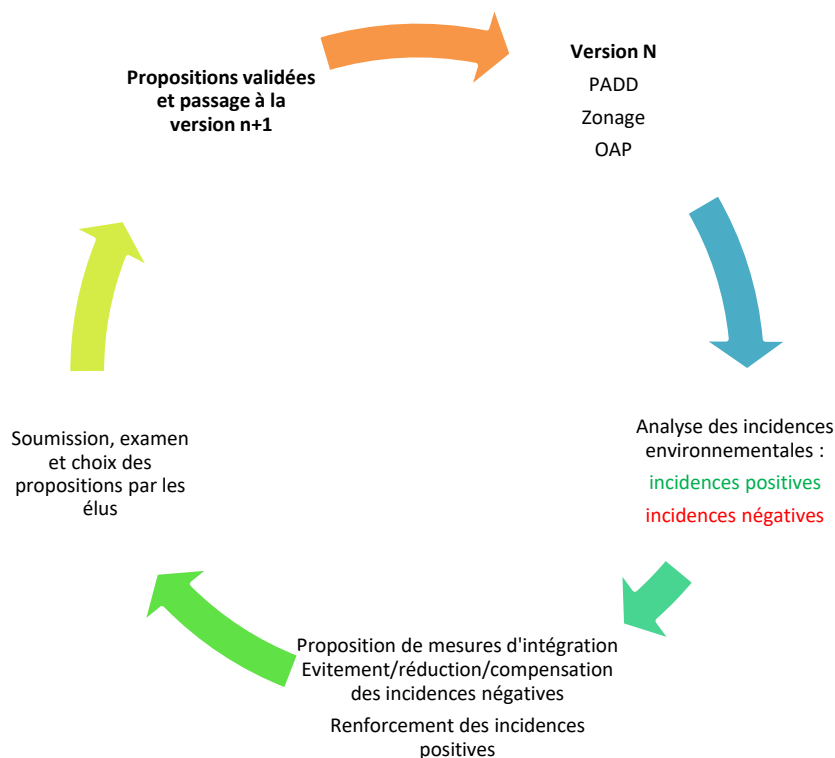 Version N
PADD
Zonage
OAP
Analyse des incidences
environnementales :
incidences positives
incidences négatives
Proposition de mesures d'intégration
Evitement/réduction/compensation
des incidences négatives
Renforcement des incidences
positives
Soumission, examen
et choix des
propositions par les
élus
Propositions validées
et passage à la
version n+1